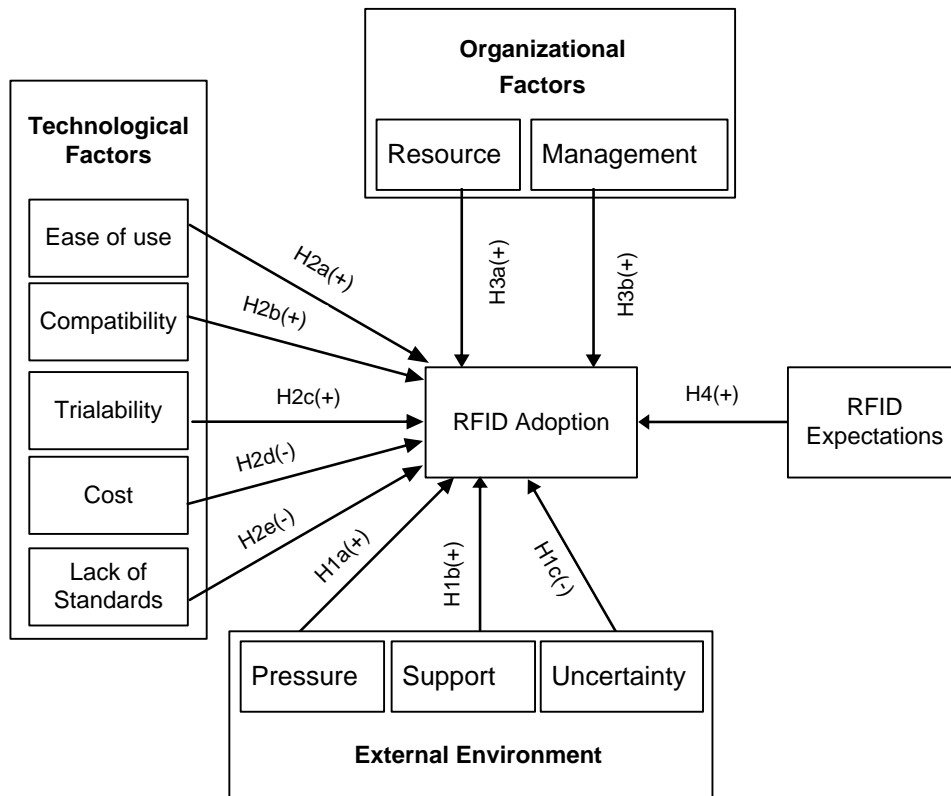 Organizational
Factors
Resource
Management
Technological
Factors
Ease of use
Compatibility
Trialability
Cost
Lack of
Standards
H2a(+)
H2b(+)
H2c(+)
H2d(-)
H2e(-)
H3a(+)
H3b(+)
RFID Adoption
H4(+)
RFID
Expectations
H1a(+)
H1b(+)
H1c(-)
Pressure
Support
Uncertainty
External Environment